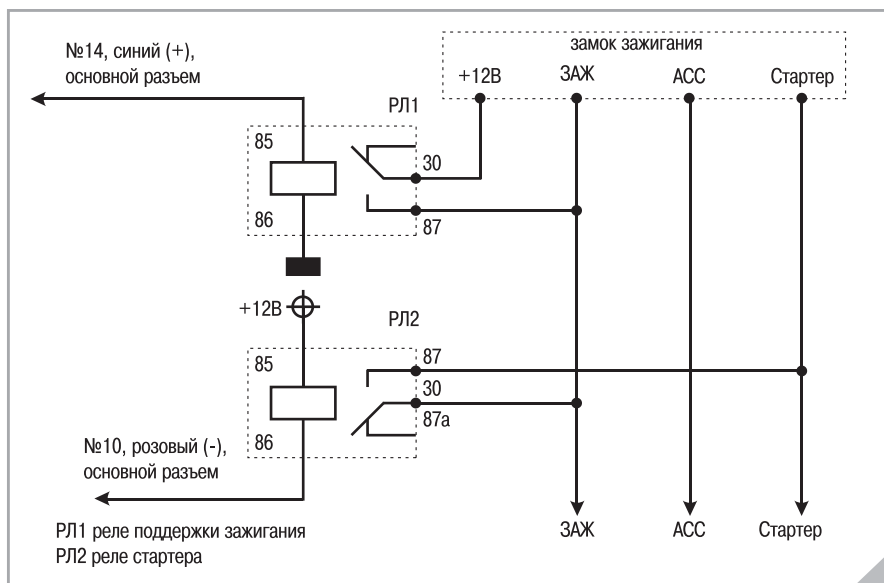 №14, синий (+),
основной разъем
замок зажигания
+12В
ЗАЖ
АСС
Стартер
РЛ1
85
30
86
87
+12В
РЛ2
85
87
30
86
87а
№10, розовый (-),
основной разъем
РЛ1 реле поддержки зажигания
РЛ2 реле стартера
ЗАЖ
АСС
Стартер